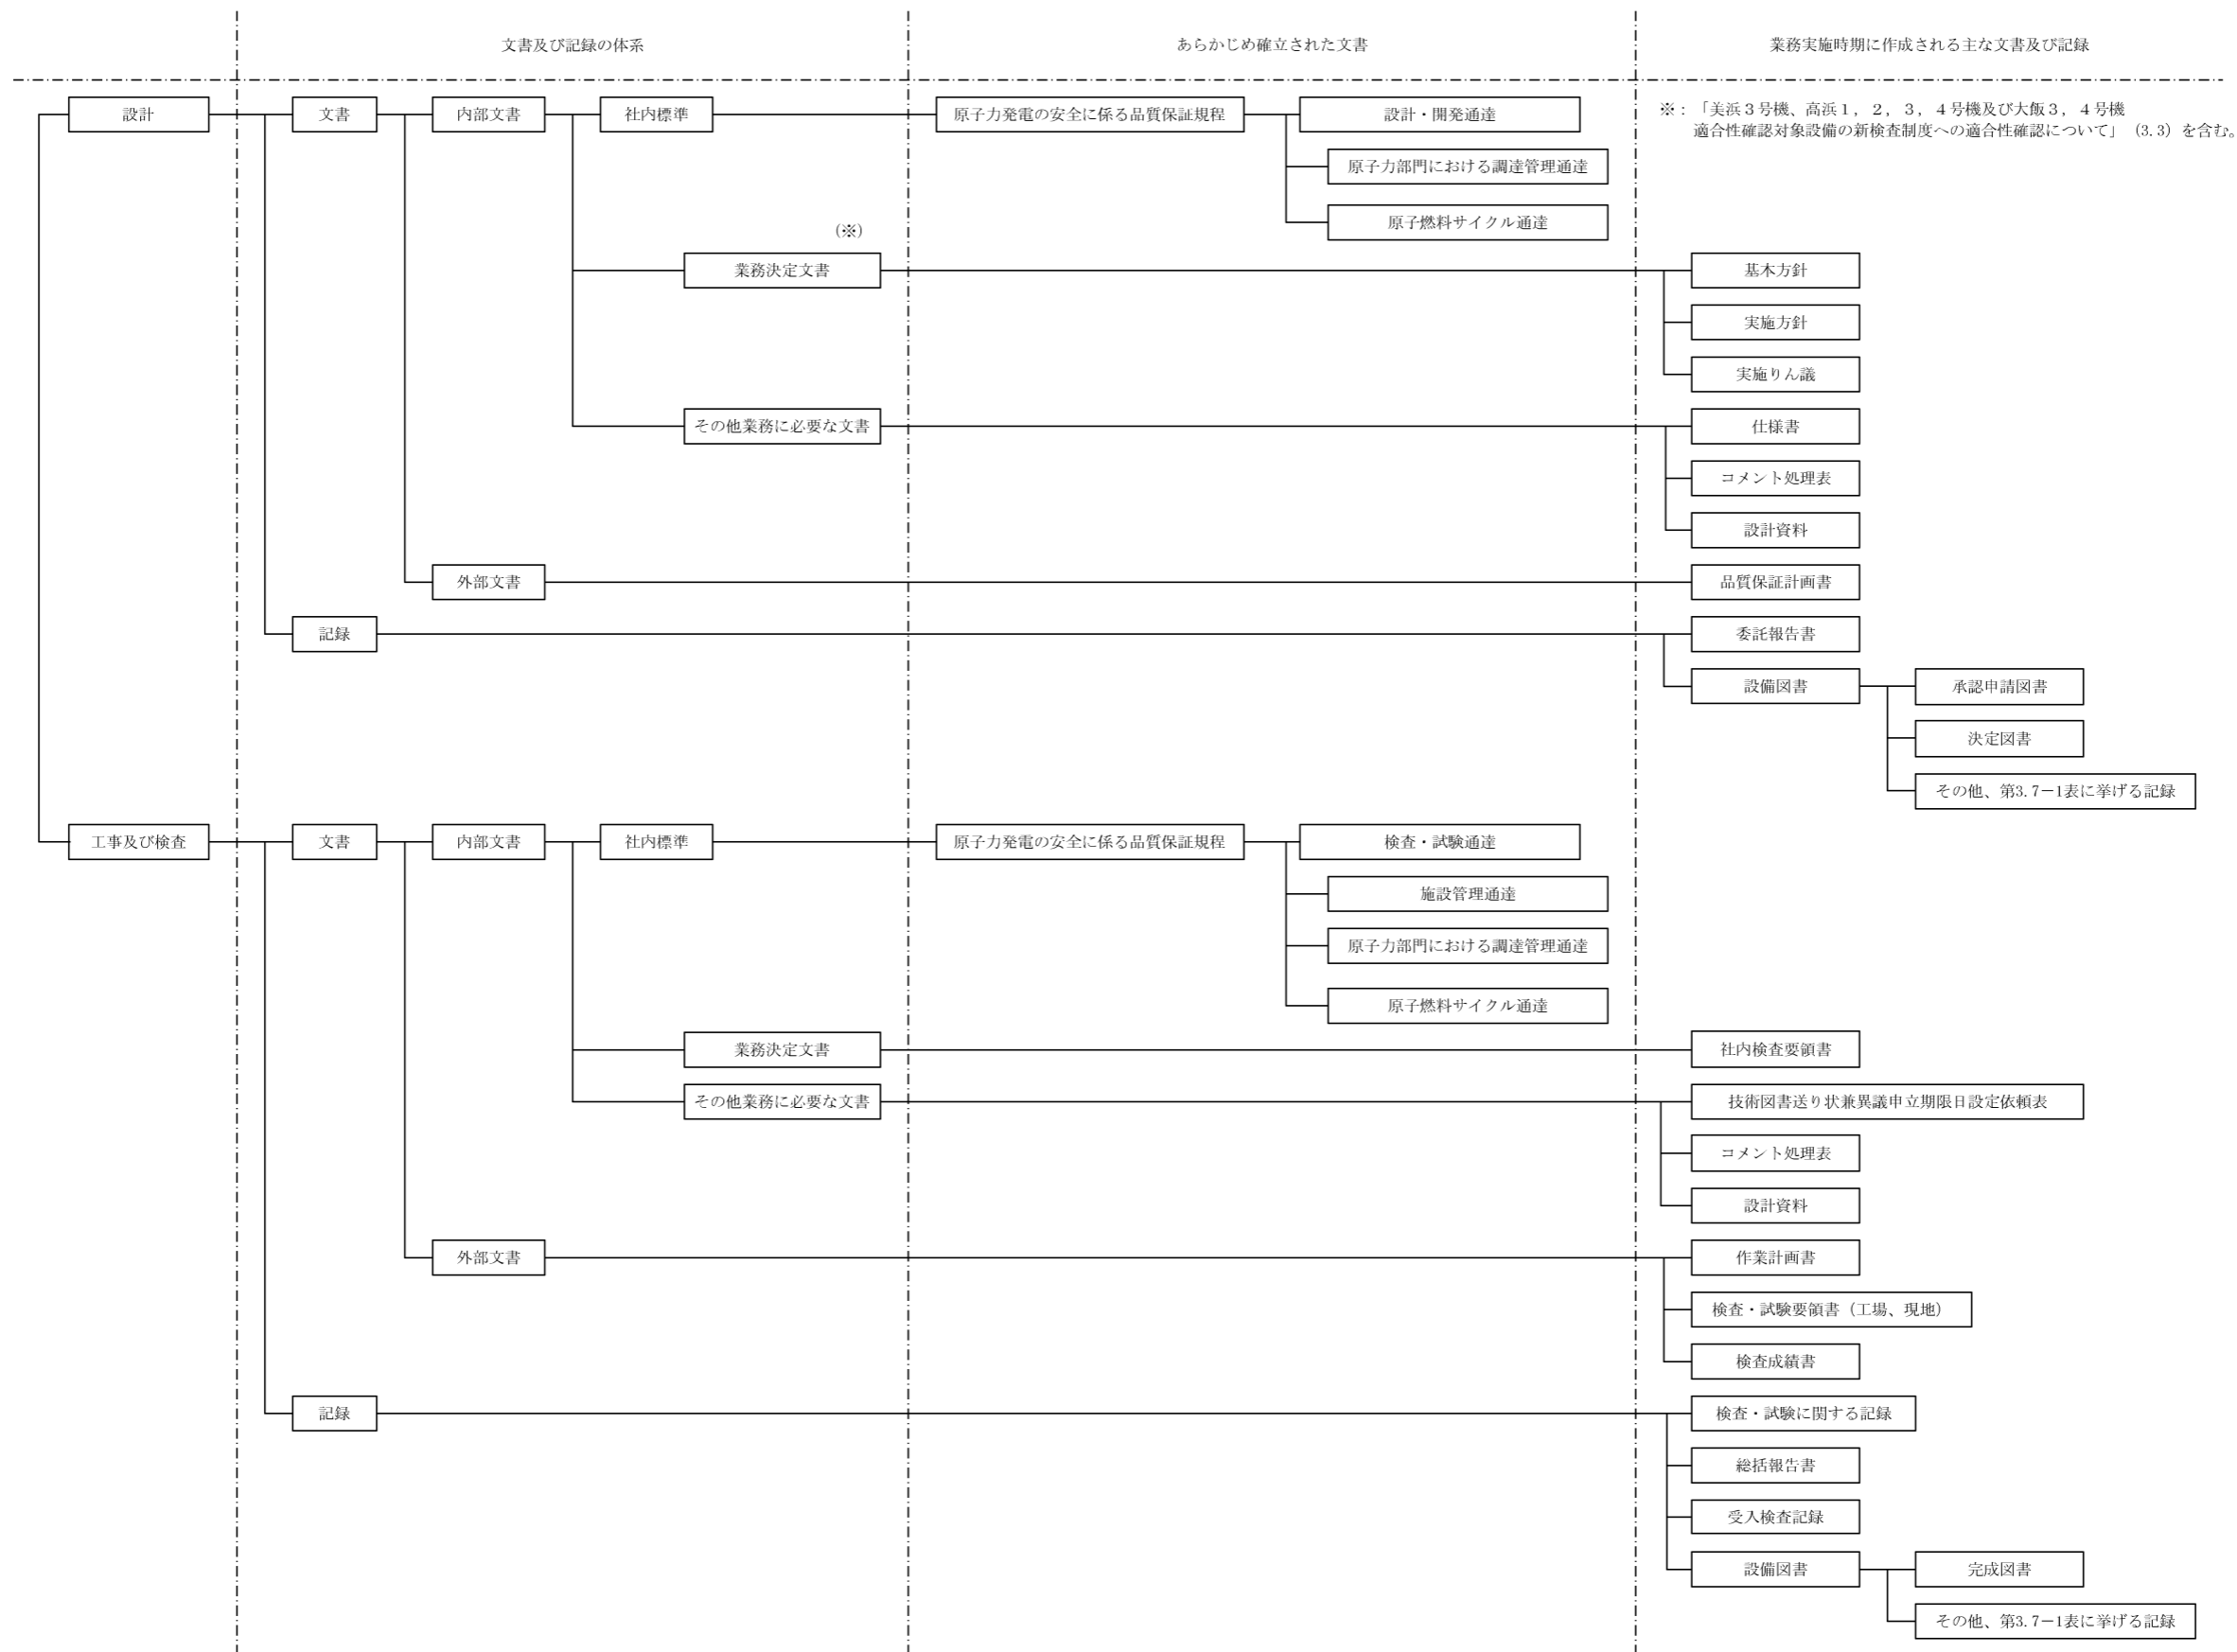 文書及び記録の体系
あらかじめ確立された文書
業務実施時期に作成される主な文書及び記録
設計
文書
内部文書
社内標準
原子力発電の安全に係る品質保証規程
設計・開発通達
※：「美浜３号機、高浜１，２，３，４号機及び大飯３，４号機
適合性確認対象設備の新検査制度への適合性確認について」（3.3）を含む。
原子力部門における調達管理通達
原子燃料サイクル通達
(※)
業務決定文書
基本方針
実施方針
実施りん議
その他業務に必要な文書
仕様書
コメント処理表
設計資料
外部文書
品質保証計画書
記録
委託報告書
設備図書
承認申請図書
決定図書
その他、第3.7－1表に挙げる記録
工事及び検査
文書
内部文書
社内標準
原子力発電の安全に係る品質保証規程
検査・試験通達
施設管理通達
原子力部門における調達管理通達
原子燃料サイクル通達
業務決定文書
社内検査要領書
その他業務に必要な文書
技術図書送り状兼異議申立期限日設定依頼表
コメント処理表
設計資料
外部文書
作業計画書
検査・試験要領書（工場、現地）
検査成績書
記録
検査・試験に関する記録
総括報告書
受入検査記録
設備図書
完成図書
その他、第3.7－1表に挙げる記録